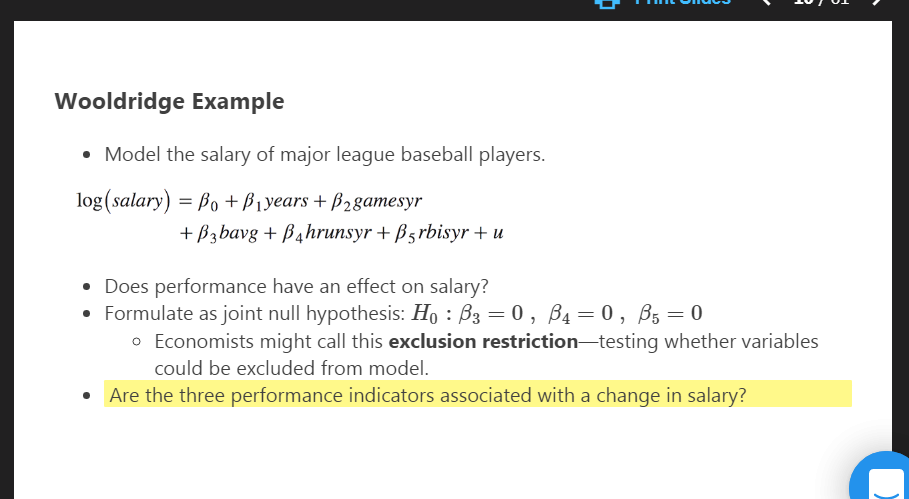 Print Slides
Wooldridge Example
• Model the salary of major league baseball players.
log(salary) = β₀ + β₁years + β₂gamesyr
+ β₃bavg + β₄hrunsyr + β₅rbisyr + u
• Does performance have an effect on salary?
• Formulate as joint null hypothesis: H₀ : β₃ = 0 , β₄ = 0 , β₅ = 0
○ Economists might call this exclusion restriction—testing whether variables
could be excluded from model.
• Are the three performance indicators associated with a change in salary?